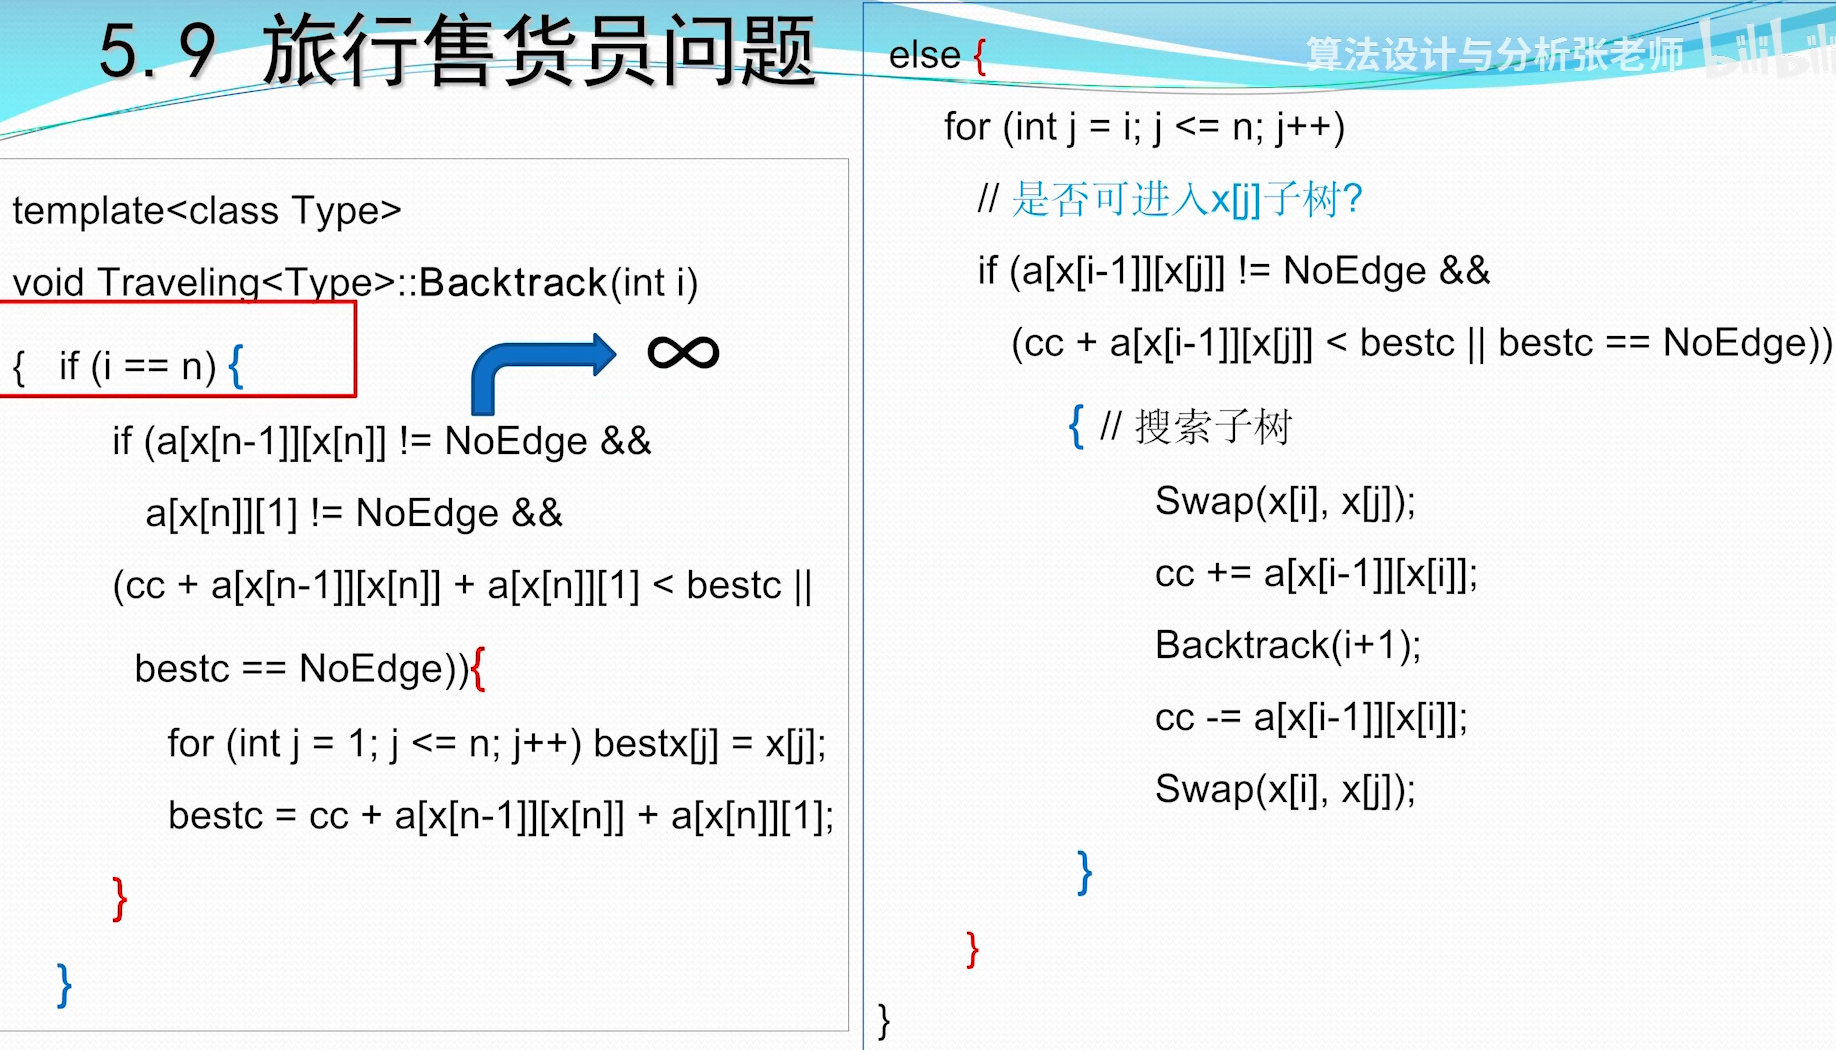 5.9 旅行售货员问题
template<class Type>
void Traveling<Type>::Backtrack(int i)
{ if (i == n) {
∞
if (a[x[n-1]][x[n]] != NoEdge &&
a[x[n]][1] != NoEdge &&
(cc + a[x[n-1]][x[n]] + a[x[n]][1] < bestc ||
bestc == NoEdge)){
for (int j = 1; j <= n; j++) bestx[j] = x[j];
bestc = cc + a[x[n-1]][x[n]] + a[x[n]][1];
}
}
算法设计与分析张老师 bilibili
else {
for (int j = i; j <= n; j++)
// 是否可进入x[j]子树?
if (a[x[i-1]][x[j]] != NoEdge &&
(cc + a[x[i-1]][x[j]] < bestc || bestc == NoEdge))
{ // 搜索子树
Swap(x[i], x[j]);
cc += a[x[i-1]][x[i]];
Backtrack(i+1);
cc -= a[x[i-1]][x[i]];
Swap(x[i], x[j]);
}
}
}